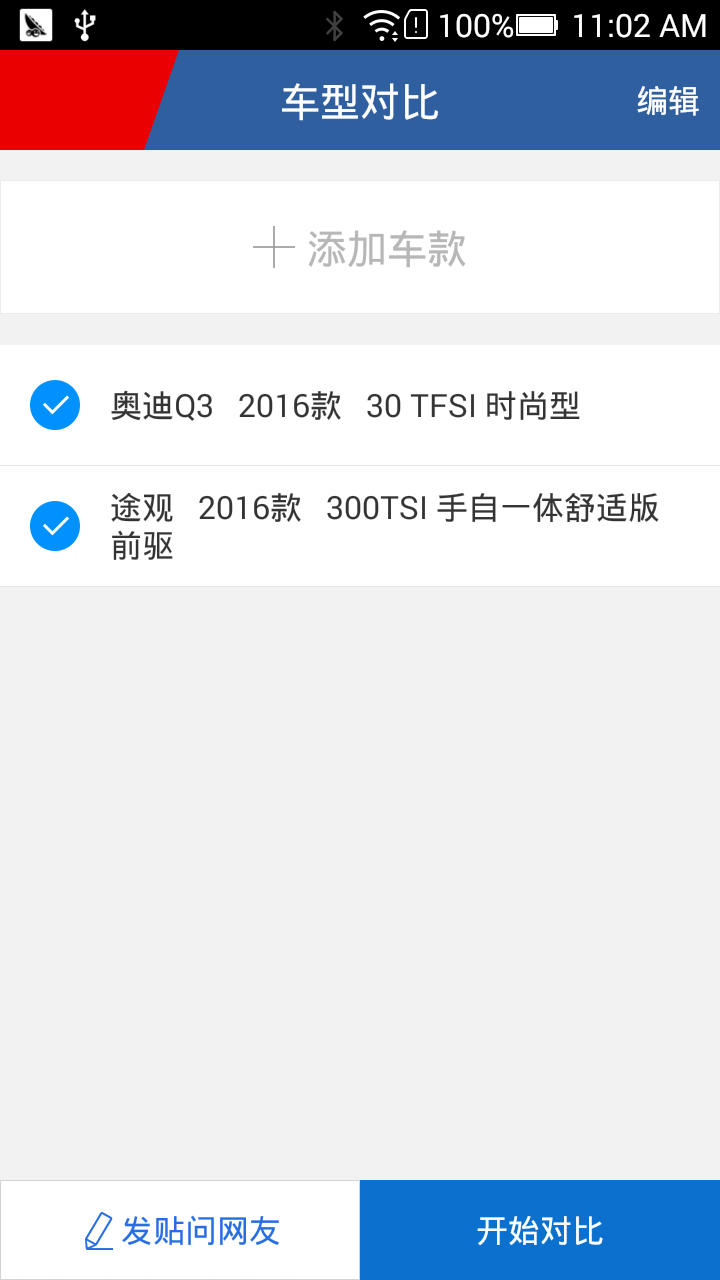 100% 11:02 AM
车型对比 编辑
添加车款
奥迪Q3 2016款 30 TFSI 时尚型
途观 2016款 300TSI 手自一体舒适版
前驱
发贴问网友 开始对比